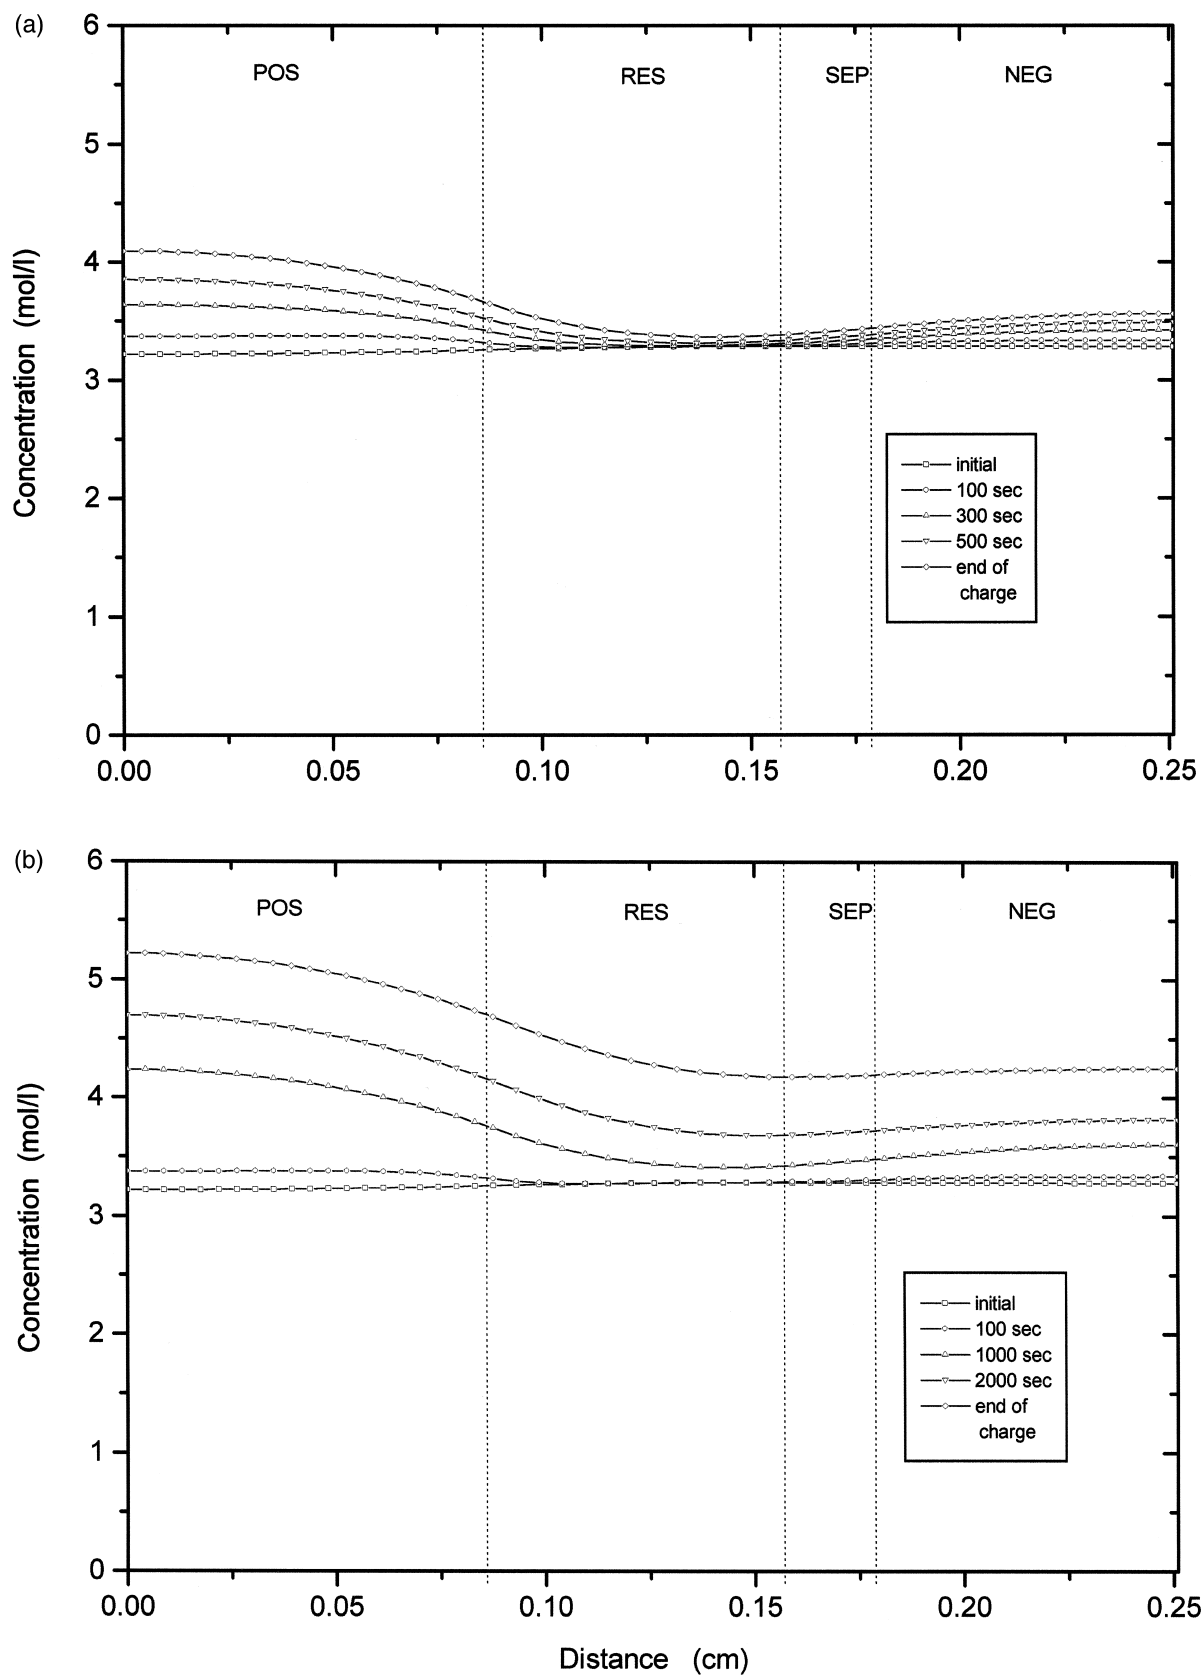 (a)
6
5
4
3
2
1
0
Concentration (mol/l)
POS RES SEP NEG
initial
100 sec
300 sec
500 sec
end of
charge
0.00 0.05 0.10 0.15 0.20 0.25
(b)
6
5
4
3
2
1
0
Concentration (mol/l)
POS RES SEP NEG
initial
100 sec
1000 sec
2000 sec
end of
charge
0.00 0.05 0.10 0.15 0.20 0.25
Distance (cm)